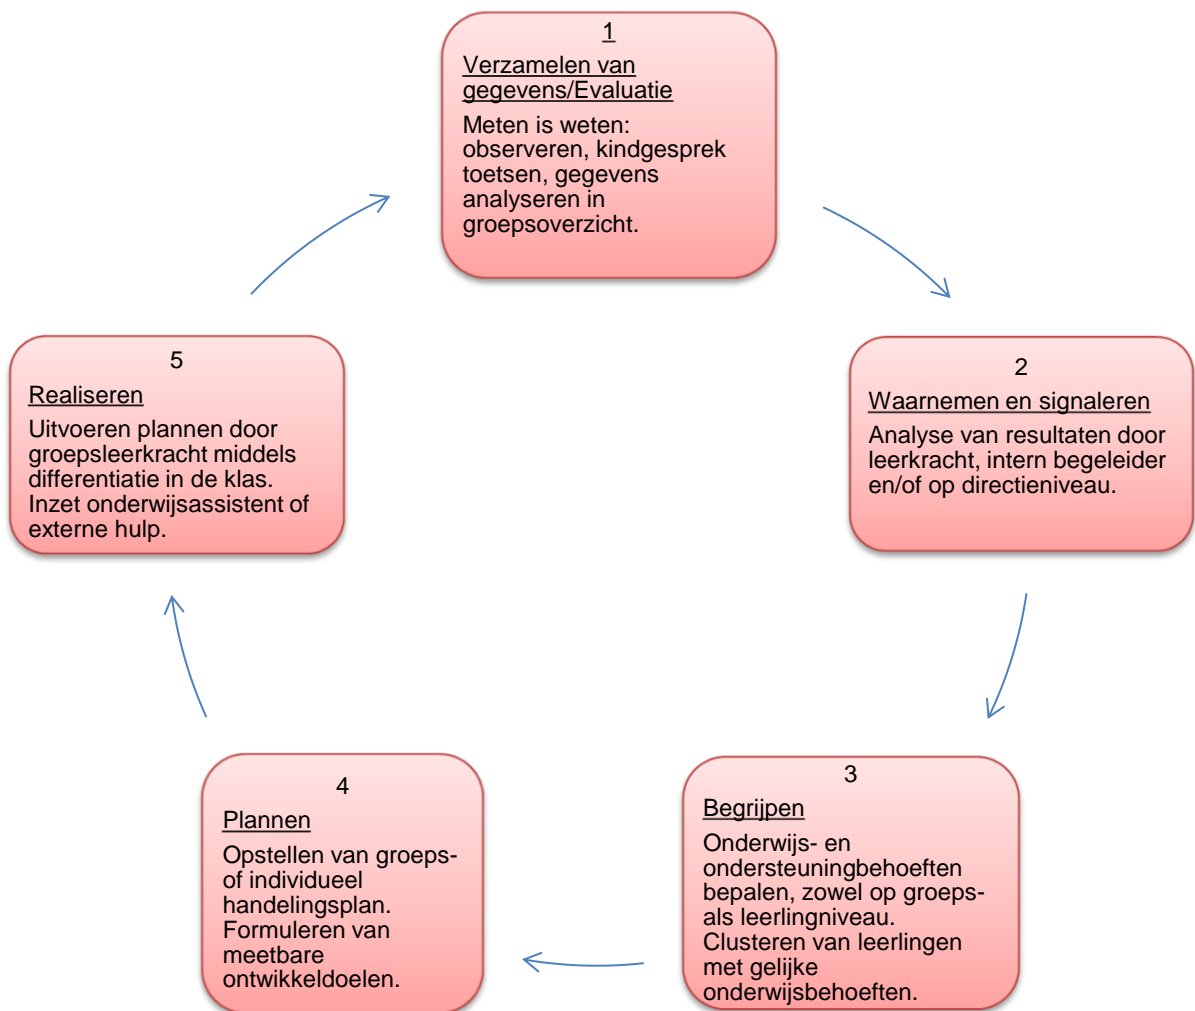 1
Verzamelen van
gegevens/Evaluatie
Meten is weten:
observeren, kindgesprek
toetsen, gegevens
analyseren in
groepsoverzicht.
2
Waarnemen en signaleren
Analyse van resultaten door
leerkracht, intern begeleider
en/of op directieniveau.
3
Begrijpen
Onderwijs- en
ondersteuningbehoeften
bepalen, zowel op groeps-
als leerlingniveau.
Clusteren van leerlingen
met gelijke
onderwijsbehoeften.
4
Plannen
Opstellen van groeps-
of individueel
handelingsplan.
Formuleren van
meetbare
ontwikkeldoelen.
5
Realiseren
Uitvoeren plannen door
groepsleerkracht middels
differentiatie in de klas.
Inzet onderwijsassistent of
externe hulp.